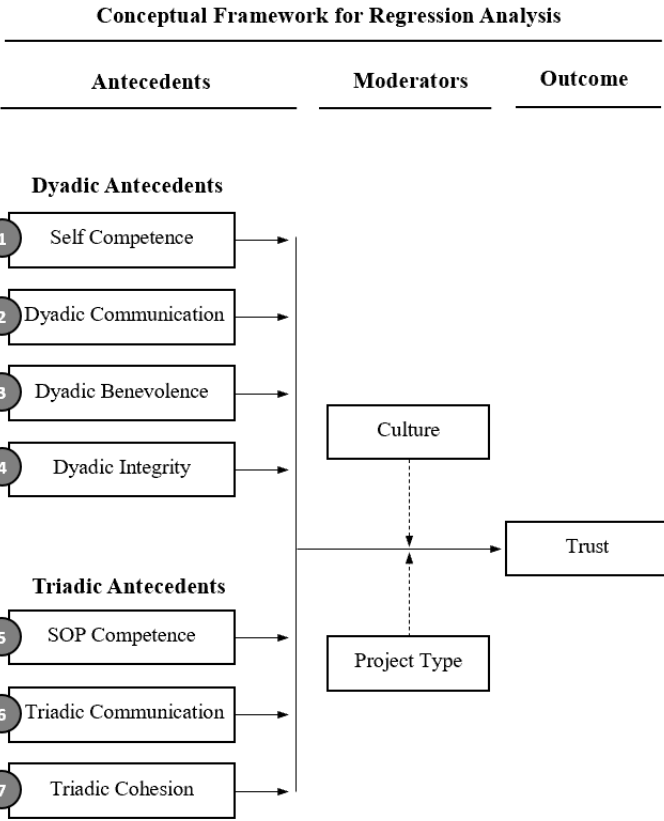 Conceptual Framework for Regression Analysis
Antecedents
Moderators
Outcome
Dyadic Antecedents
1 Self Competence
2 Dyadic Communication
3 Dyadic Benevolence
4 Dyadic Integrity
Culture
Trust
Triadic Antecedents
5 SOP Competence
Project Type
6 Triadic Communication
7 Triadic Cohesion